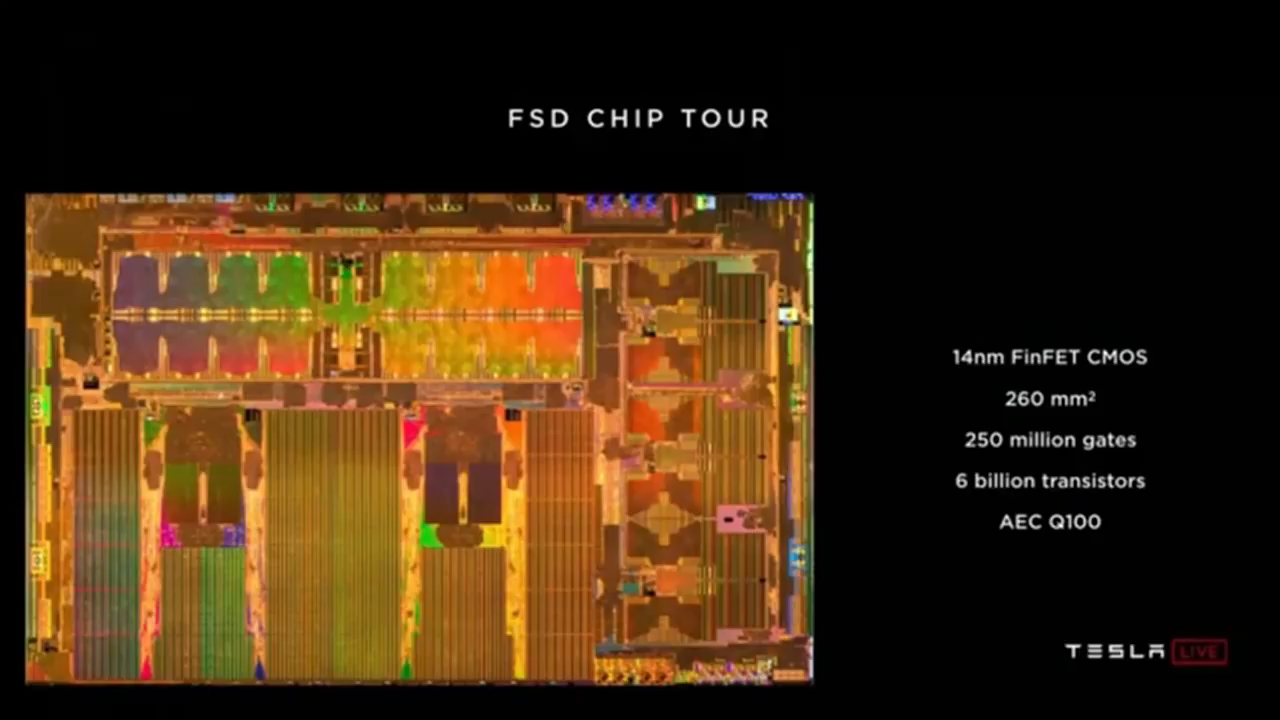 FSD CHIP TOUR
14nm FinFET CMOS
260 mm²
250 million gates
6 billion transistors
AEC Q100
TESLA LIVE